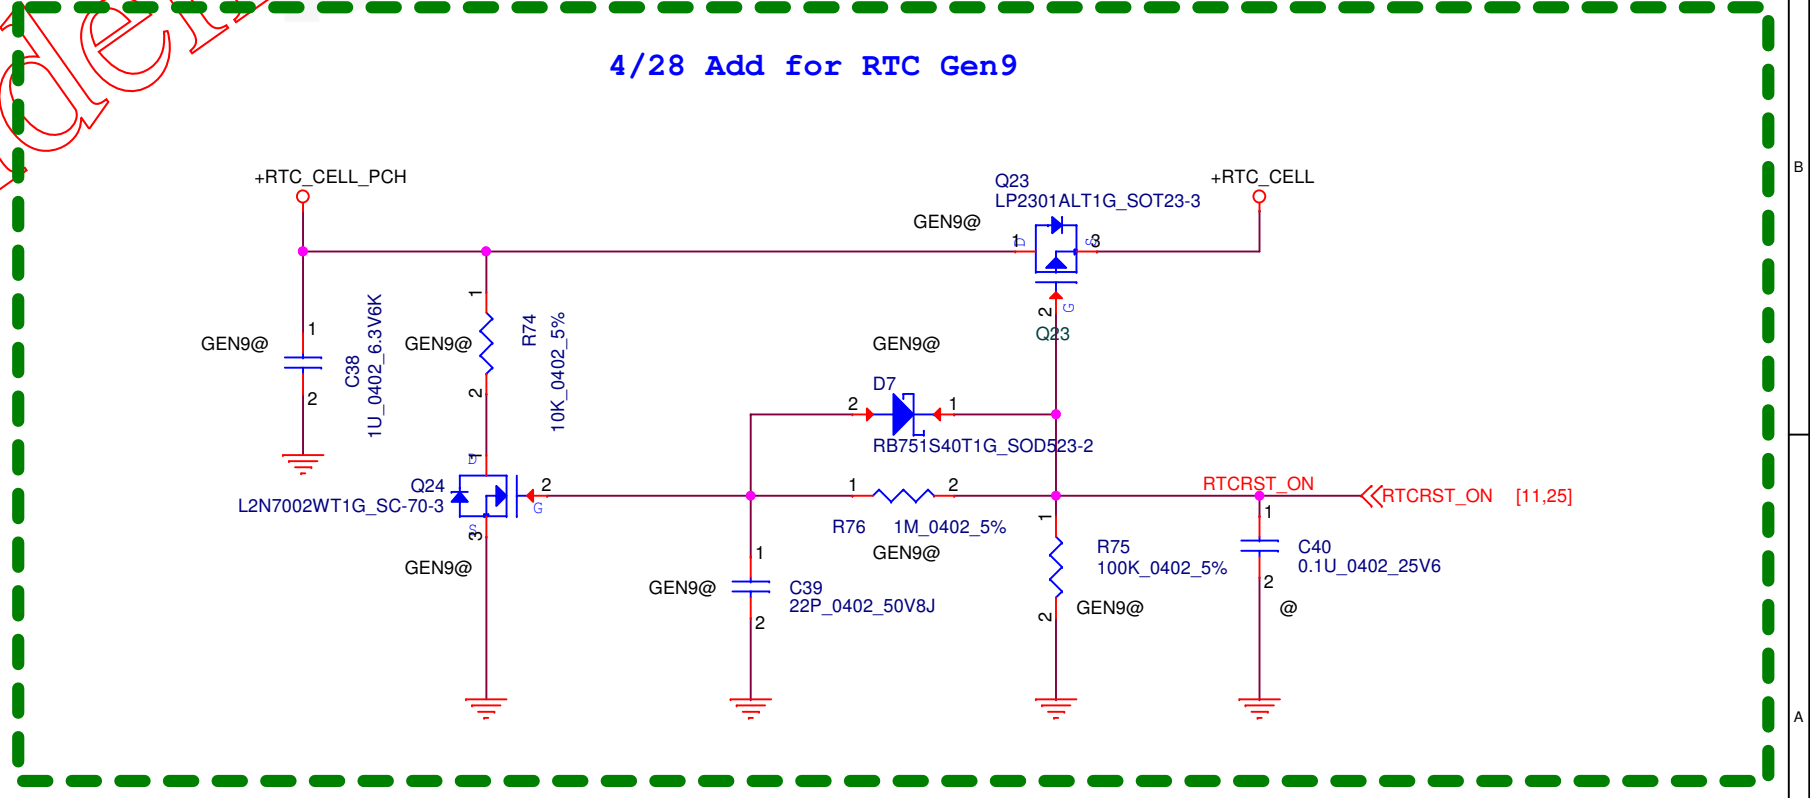 4/28 Add for RTC Gen9
+RTC_CELL_PCH
Q23
LP2301ALT1G_SOT23-3
+RTC_CELL
B
GEN9@
1
D
S
3
2
G
Q23
1
GEN9@
C38
1U_0402_6.3V6K
2
1
GEN9@
R74
10K_0402_5%
2
GEN9@
D7
2
1
RB751S40T1G_SOD523-2
1
D
Q24
L2N7002WT1G_SC-70-3
2
G
S
3
GEN9@
1
2
R76
1M_0402_5%
GEN9@
RTCRST_ON
RTCRST_ON [11,25]
1
GEN9@
C39
22P_0402_50V8J
2
1
R75
100K_0402_5%
2
GEN9@
1
C40
0.1U_0402_25V6
2
@
A